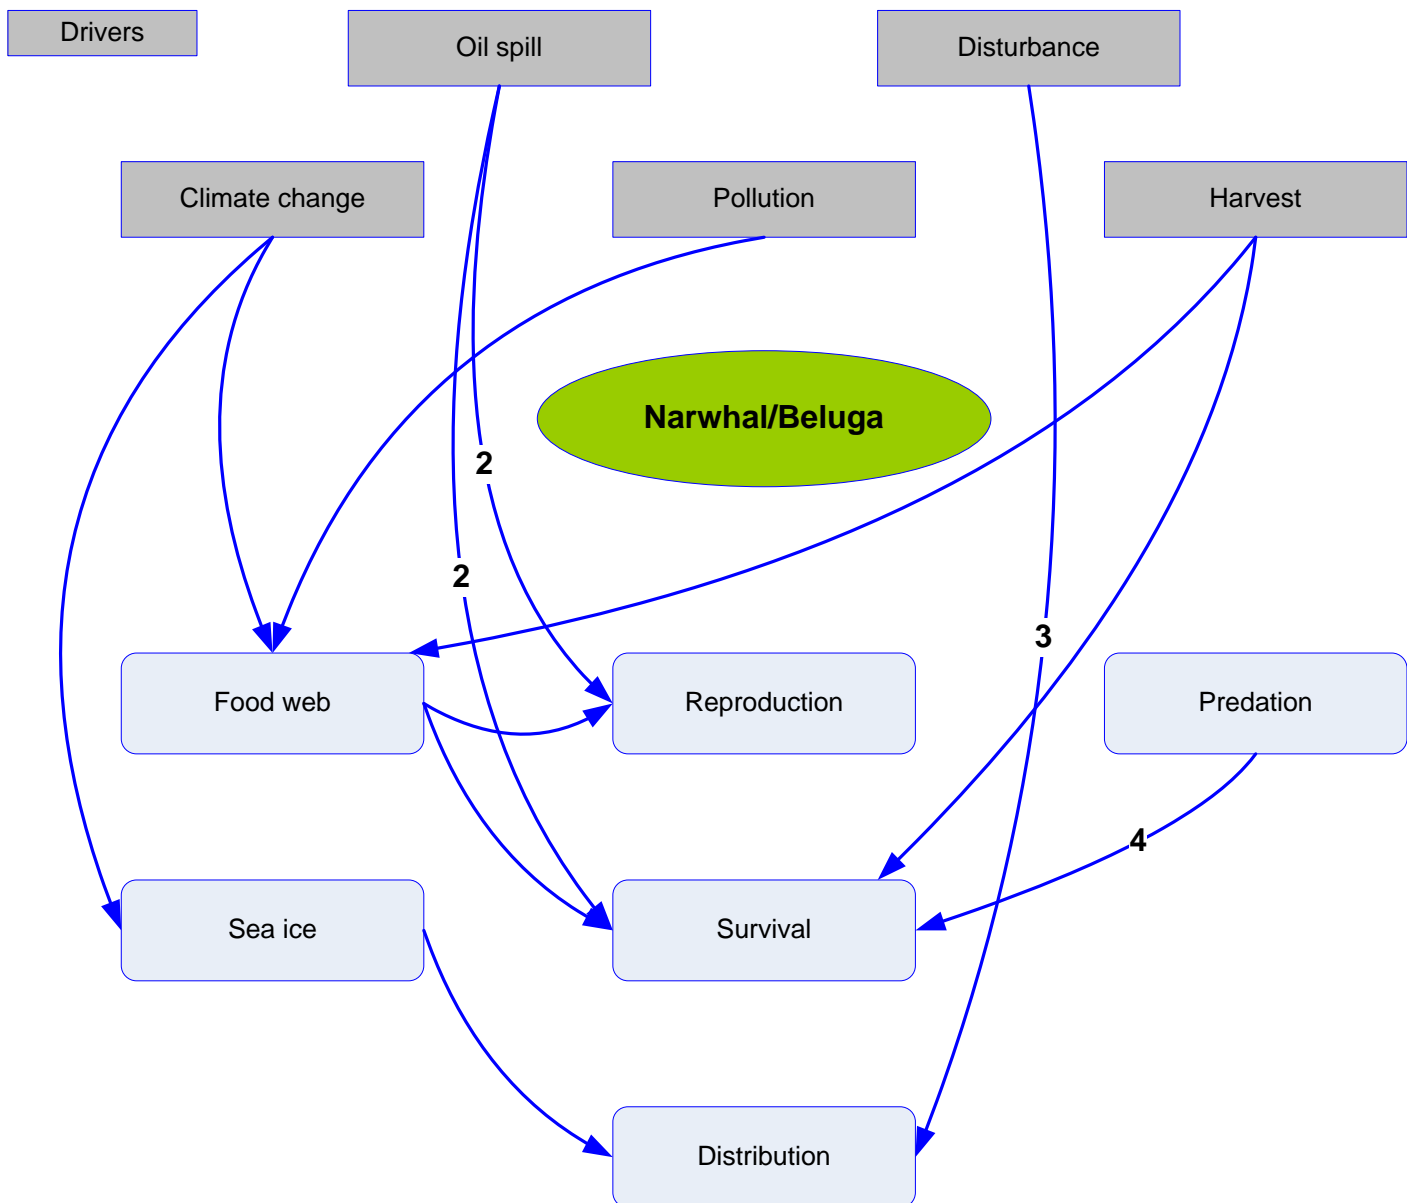 Drivers
Oil spill
Disturbance
Climate change
Pollution
Harvest
Narwhal/Beluga
2
2
3
Food web
Reproduction
Predation
4
Sea ice
Survival
Distribution